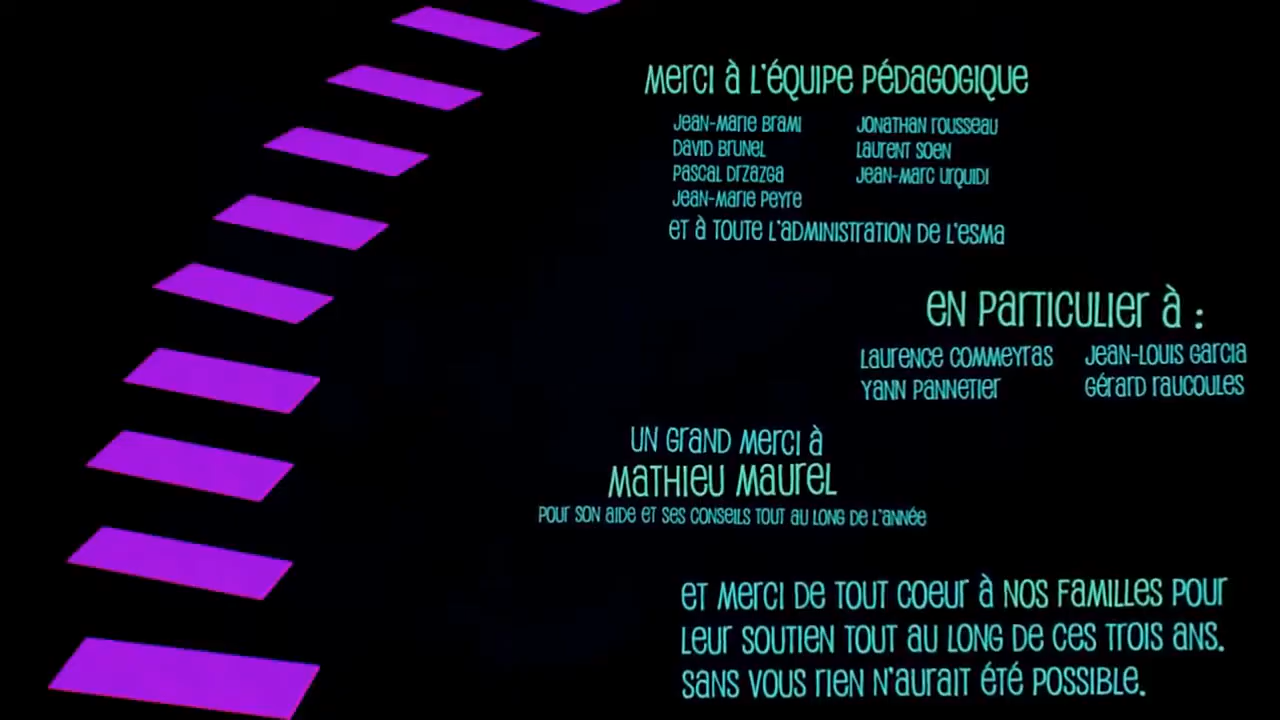 Merci à l'équipe pédagogique
Jean-Marie Brami
David Brunel
Pascal Drzazga
Jean-Marie Peyre
Jonathan Rousseau
Laurent Soen
Jean-Marc Urquidi
et à toute l'administration de l'esma
en particulier à :
Laurence Commeyras
Yann Pannetier
Jean-Louis Garcia
Gérard Raucoules
un grand merci à
Mathieu Maurel
pour son aide et ses conseils tout au long de l'année
et merci de tout coeur à nos familles pour
leur soutien tout au long de ces trois ans.
sans vous rien n'aurait été possible.